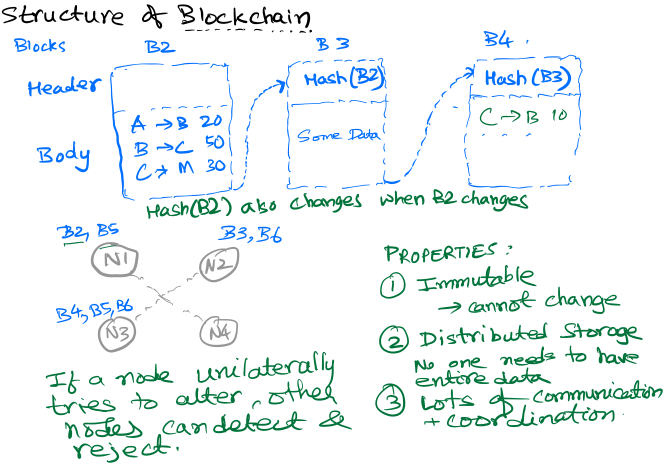 Structure of Blockchain
Blocks B2 B3 B4
Header Hash(B2) Hash(B3)
Body
A → B 20
B → C 50
C → M 30
Some Data
C → B 10
Hash(B2) also changes when B2 changes
B2, B5
N1
B3, B6
N2
B4, B5, B6
N3
N4
If a node unilaterally
tries to alter, other
nodes can detect &
reject.
PROPERTIES:
① Immutable
→ cannot change
② Distributed Storage
No one needs to have
entire data
③ Lots of communication
+ coordination.